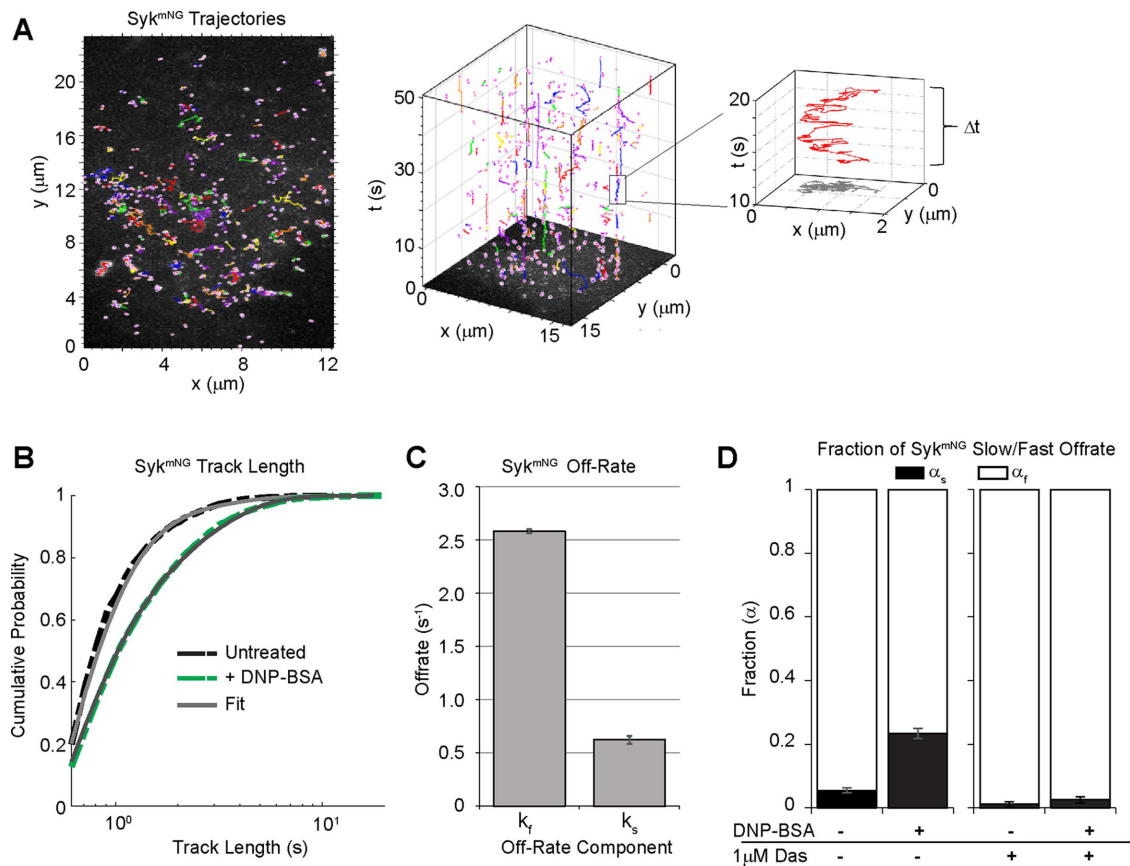 A
Syk^mNG Trajectories
y (μm)
20
16
12
8
4
0
0 4 8 12
x (μm)
50
30
10
0
t (s)
0
x (μm)
15
15
y (μm)
0
20
10
t (s)
0
x (μm)
2
y (μm)
0
Δt
B
Syk^mNG Track Length
Cumulative Probability
1
0.8
0.6
0.4
0.2
0
Untreated
+ DNP-BSA
Fit
10^0 10^1
Track Length (s)
C
Syk^mNG Off-Rate
Offrate (s^-1)
3.0
2.5
2.0
1.5
1.0
0.5
0
k_f k_s
Off-Rate Component
D
Fraction of Syk^mNG Slow/Fast Offrate
α_s α_f
Fraction (α)
1
0.8
0.6
0.4
0.2
0
DNP-BSA - + - +
1μM Das - - + +